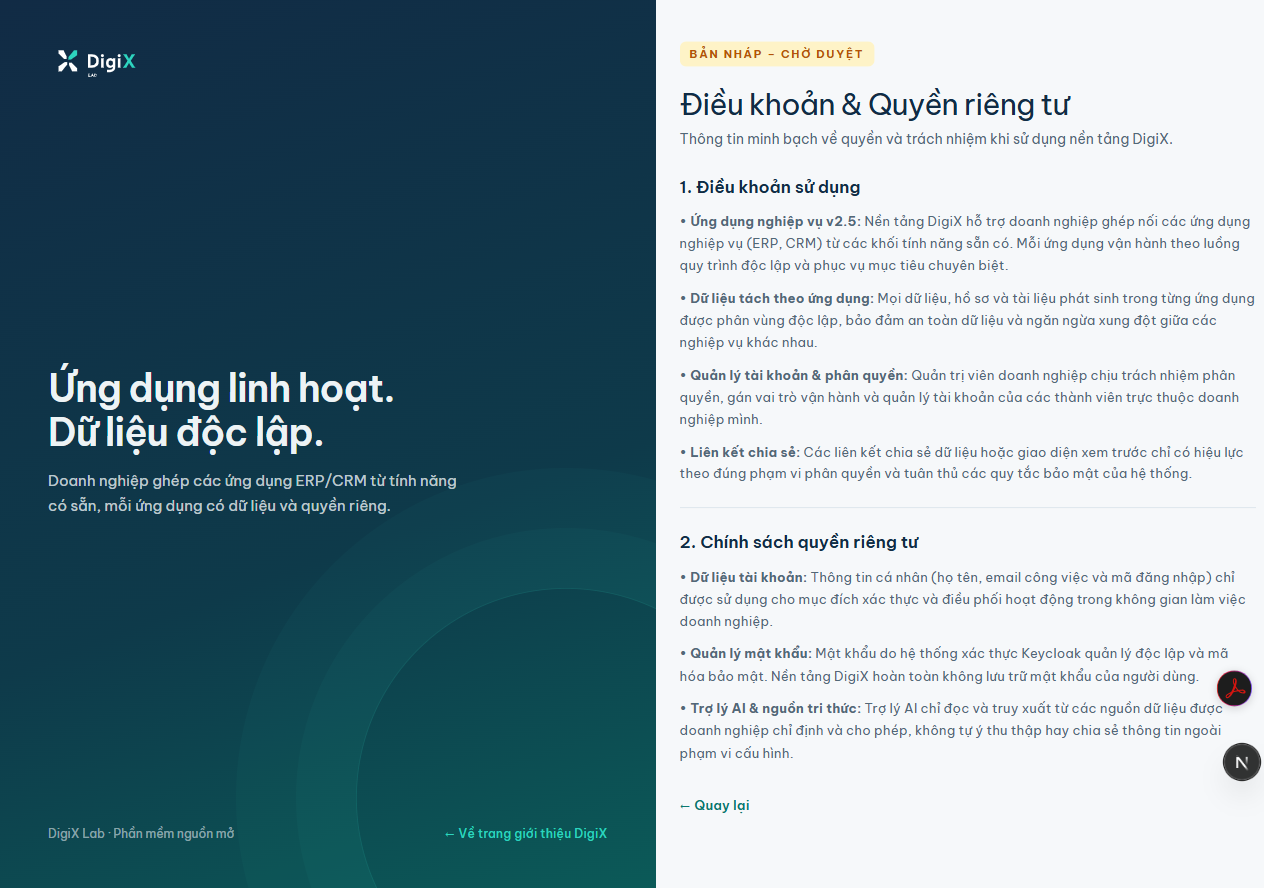 DigiX
LAB
Ứng dụng linh hoạt.
Dữ liệu độc lập.
Doanh nghiệp ghép các ứng dụng ERP/CRM từ tính năng
có sẵn, mỗi ứng dụng có dữ liệu và quyền riêng.
DigiX Lab · Phần mềm nguồn mở
← Về trang giới thiệu DigiX
BẢN NHÁP – CHỜ DUYỆT
Điều khoản & Quyền riêng tư
Thông tin minh bạch về quyền và trách nhiệm khi sử dụng nền tảng DigiX.
1. Điều khoản sử dụng
• Ứng dụng nghiệp vụ v2.5: Nền tảng DigiX hỗ trợ doanh nghiệp ghép nối các ứng dụng
nghiệp vụ (ERP, CRM) từ các khối tính năng sẵn có. Mỗi ứng dụng vận hành theo luồng
quy trình độc lập và phục vụ mục tiêu chuyên biệt.
• Dữ liệu tách theo ứng dụng: Mọi dữ liệu, hồ sơ và tài liệu phát sinh trong từng ứng dụng
được phân vùng độc lập, bảo đảm an toàn dữ liệu và ngăn ngừa xung đột giữa các
nghiệp vụ khác nhau.
• Quản lý tài khoản & phân quyền: Quản trị viên doanh nghiệp chịu trách nhiệm phân
quyền, gán vai trò vận hành và quản lý tài khoản của các thành viên trực thuộc doanh
nghiệp mình.
• Liên kết chia sẻ: Các liên kết chia sẻ dữ liệu hoặc giao diện xem trước chỉ có hiệu lực
theo đúng phạm vi phân quyền và tuân thủ các quy tắc bảo mật của hệ thống.
2. Chính sách quyền riêng tư
• Dữ liệu tài khoản: Thông tin cá nhân (họ tên, email công việc và mã đăng nhập) chỉ
được sử dụng cho mục đích xác thực và điều phối hoạt động trong không gian làm việc
doanh nghiệp.
• Quản lý mật khẩu: Mật khẩu do hệ thống xác thực Keycloak quản lý độc lập và mã
hóa bảo mật. Nền tảng DigiX hoàn toàn không lưu trữ mật khẩu của người dùng.
• Trợ lý AI & nguồn tri thức: Trợ lý AI chỉ đọc và truy xuất từ các nguồn dữ liệu được
doanh nghiệp chỉ định và cho phép, không tự ý thu thập hay chia sẻ thông tin ngoài
phạm vi cấu hình.
N
← Quay lại